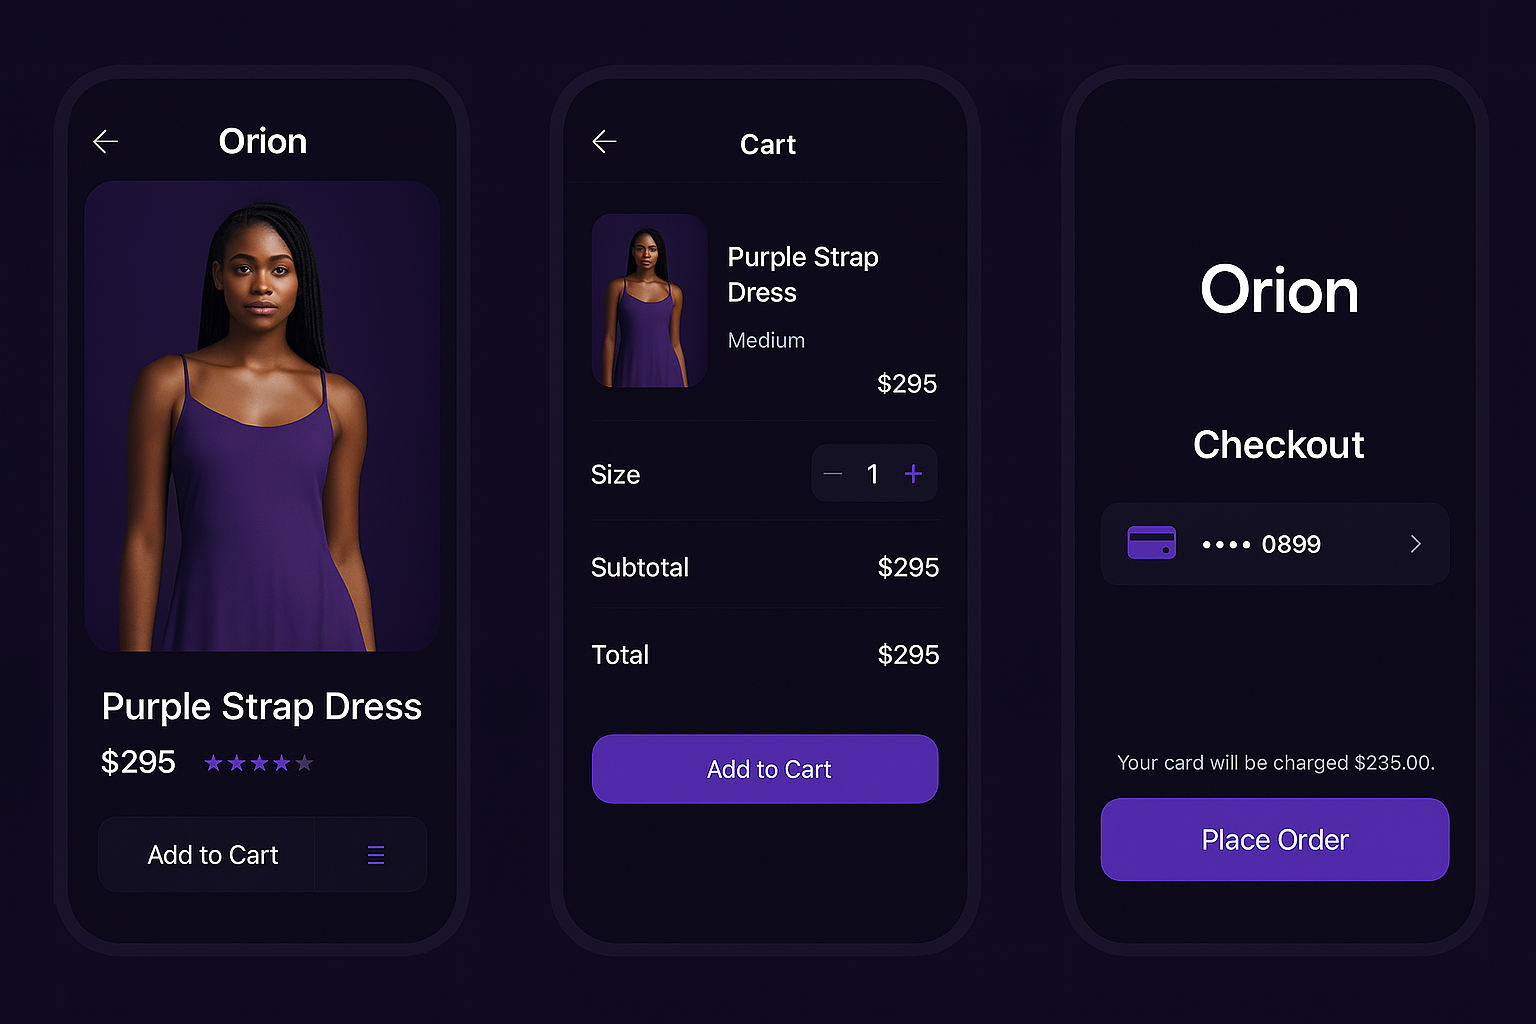 Orion
Purple Strap Dress
$295
Add to Cart
Cart
Purple Strap
Dress
Medium
$295
Size 1
Subtotal $295
Total $295
Add to Cart
Orion
Checkout
•••• 0899
Your card will be charged $235.00.
Place Order